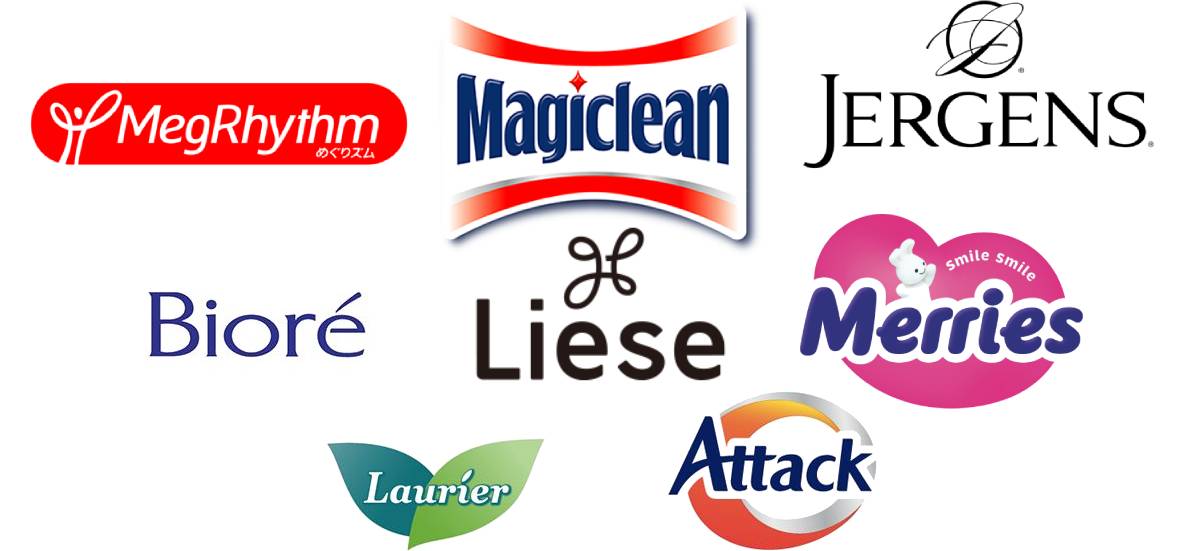 MegRhythm
めぐりズム
Magiclean
JERGENS
®
®
Bioré
Liese
Smile Smile
Merries
Laurier
Attack